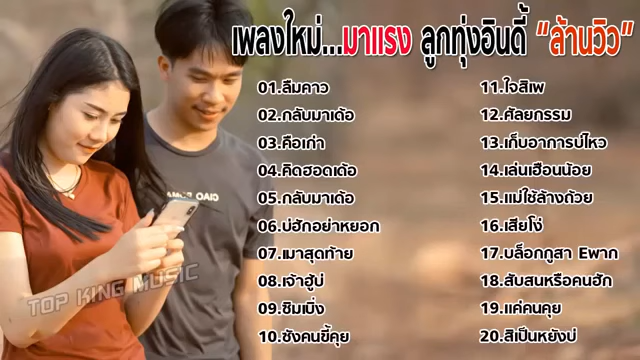 เพลงใหม่...มาแรง ลูกทุ่งอินดี้ “ล้านวิว”
01.ลืมคาว
02.กลับมาเด้อ
03.คือเก่า
04.คิดฮอดเด้อ
05.กลับมาเด้อ
06.บ่ฮักอย่าหยอก
07.เมาสุดท้าย
08.เจ้าฮู้บ่
09.ซิมเบิ่ง
10.ชังคนขี้คุย
11.ใจสิเพ
12.ศัลยกรรม
13.เก็บอาการบ่ไหว
14.เล่นเฮือนน้อย
15.แม่ใช้ล้างถ้วย
16.เสียโง่
17.บล็อกกูสา Ewาก
18.สับสนหรือคนฮัก
19.แค่คนคุย
20.สิเป็นหยังบ่
CIAO
TOP KING MUSIC